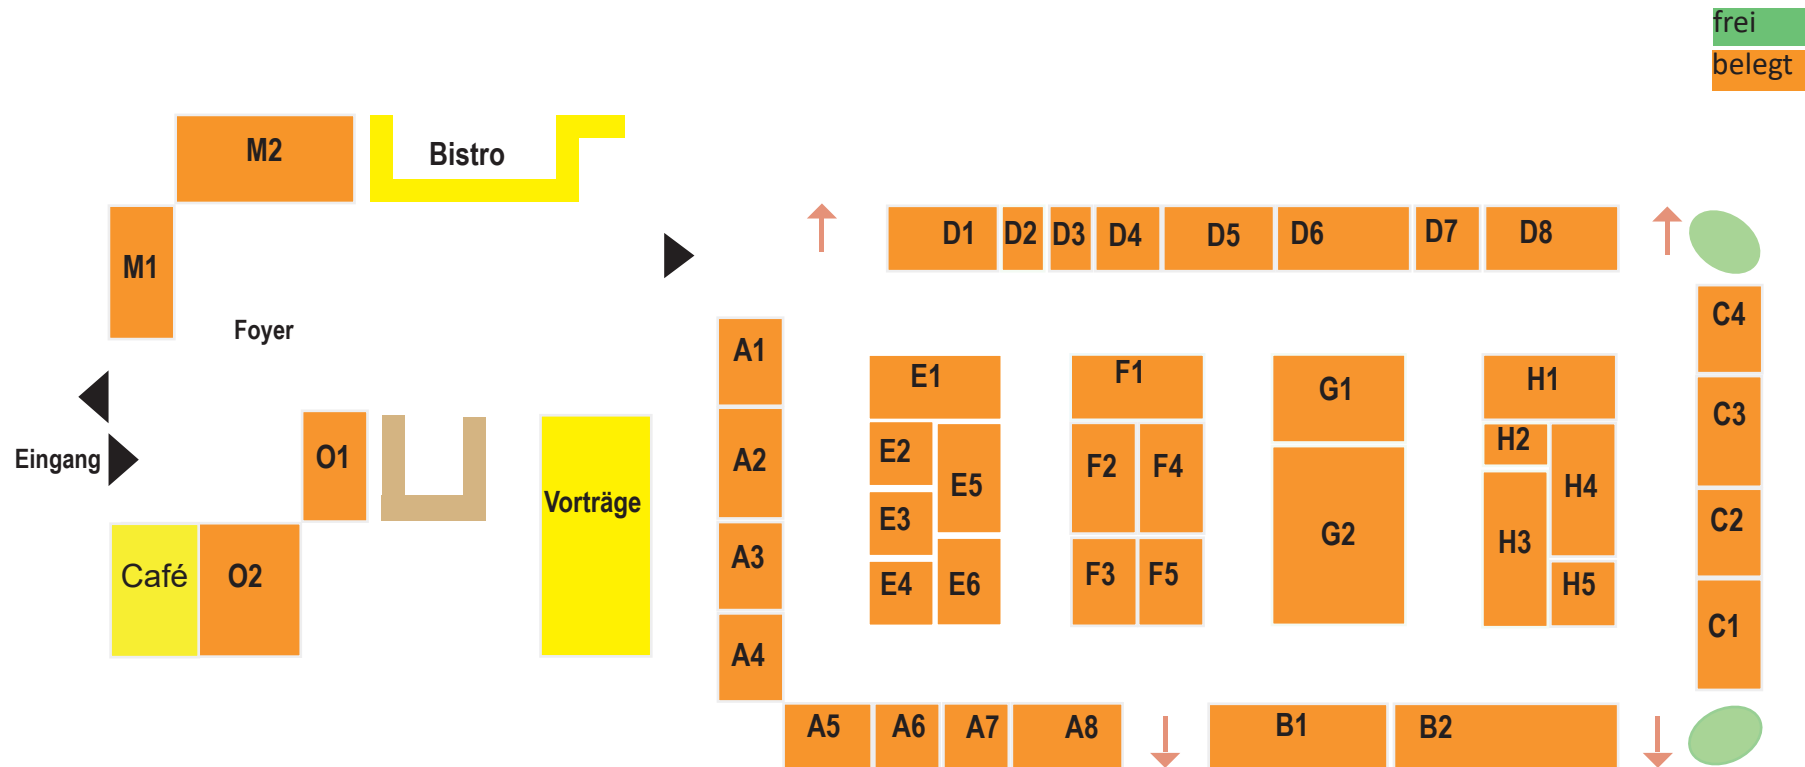 frei
belegt
M2
Bistro
M1
D1
D2
D3
D4
D5
D6
D7
D8
Foyer
A1
E1
F1
G1
H1
C4
Eingang
O1
A2
E2
E5
F2
F4
H2
H4
C3
Vorträge
E3
G2
H3
C2
Café
O2
A3
E4
E6
F3
F5
H5
C1
A4
A5
A6
A7
A8
B1
B2